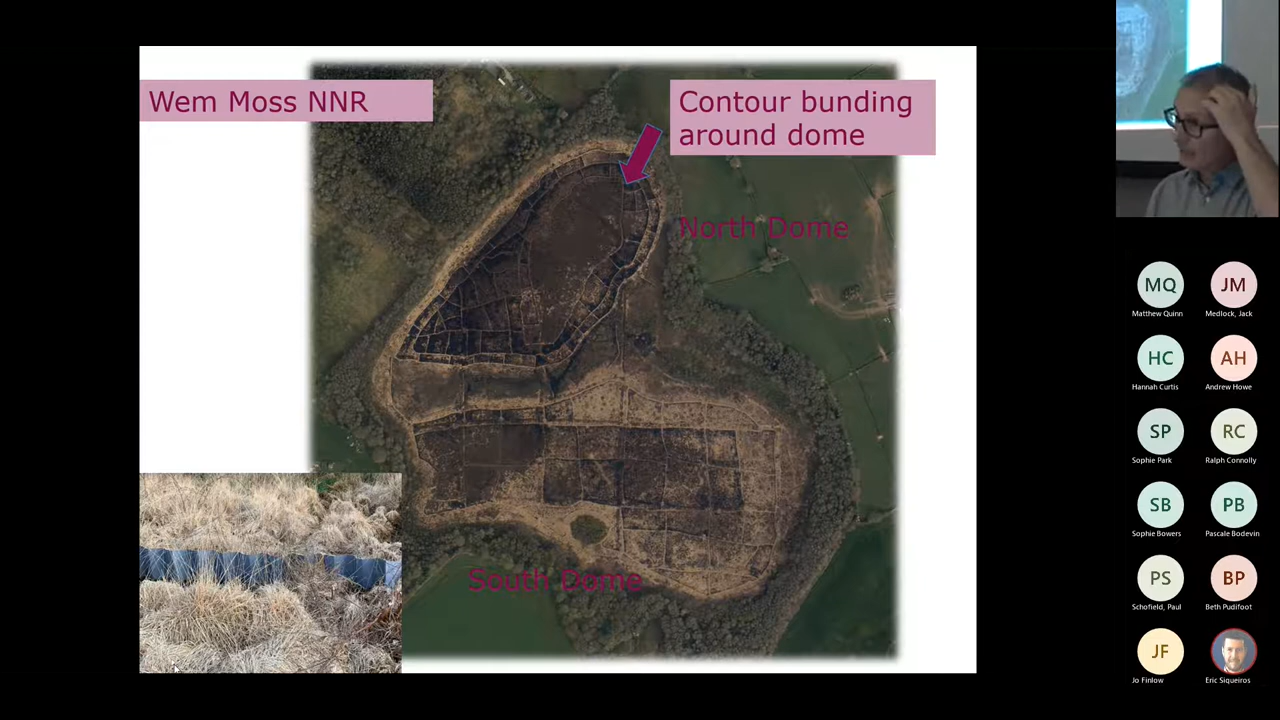 Wem Moss NNR
Contour bunding
around dome
North Dome
South Dome
MQ
Matthew Quinn
JM
Medlock, Jack
HC
Hannah Curtis
AH
Andrew Howe
SP
Sophie Park
RC
Ralph Connolly
SB
Sophie Bowers
PB
Pascale Bodevin
PS
Schofield, Paul
BP
Beth Pudifoot
JF
Jo Finlow
Eric Siqueiros